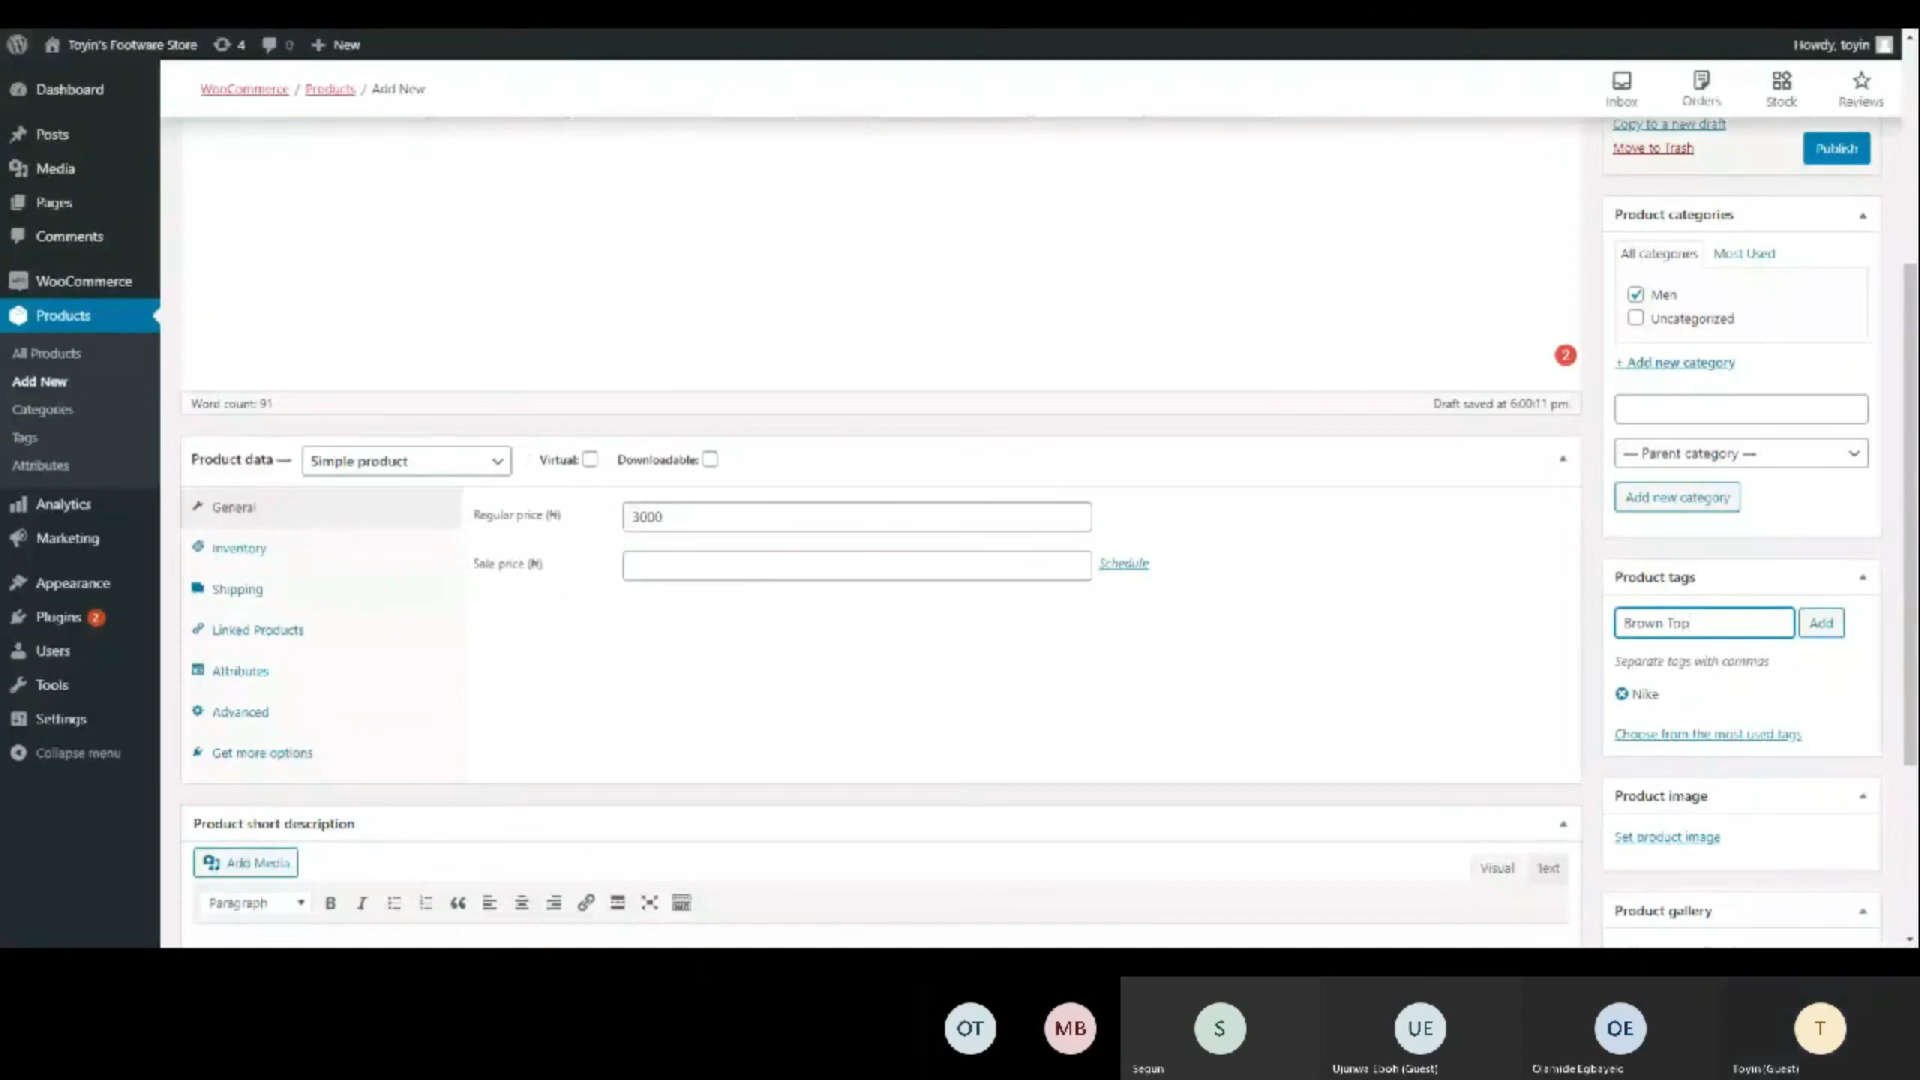 Toyin's Footware Store 4 0 New Howdy, toyin
WooCommerce / Products / Add New
Inbox Orders Stock Reviews
Dashboard
Posts
Media
Pages
Comments
WooCommerce
Products
All Products
Add New
Categories
Tags
Attributes
Analytics
Marketing
Appearance
Plugins 2
Users
Tools
Settings
Collapse menu
2
Word count: 91 Draft saved at 6:00:11 pm.
Product data — Simple product Virtual: Downloadable:
General
Inventory
Shipping
Linked Products
Attributes
Advanced
Get more options
Regular price (₦) 3000
Sale price (₦) Schedule
Product short description
Add Media
Visual Text
Paragraph
Copy to a new draft
Move to Trash Publish
Product categories
All categories Most Used
Men
Uncategorized
+ Add new category
— Parent category —
Add new category
Product tags
Brown Top Add
Separate tags with commas
Nike
Choose from the most used tags
Product image
Set product image
Product gallery
OT MB S UE OE T
Segun Ujunwa Eboh (Guest) Olamide Egbayelo Toyin (Guest)